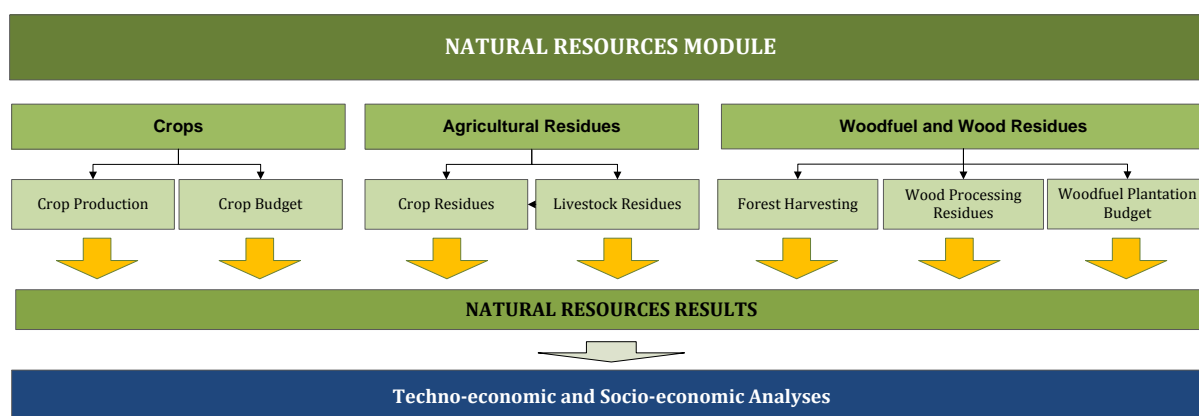 NATURAL RESOURCES MODULE
Crops
Agricultural Residues
Woodfuel and Wood Residues
Crop Production
Crop Budget
Crop Residues
Livestock Residues
Forest Harvesting
Wood Processing
Residues
Woodfuel Plantation
Budget
NATURAL RESOURCES RESULTS
Techno-economic and Socio-economic Analyses